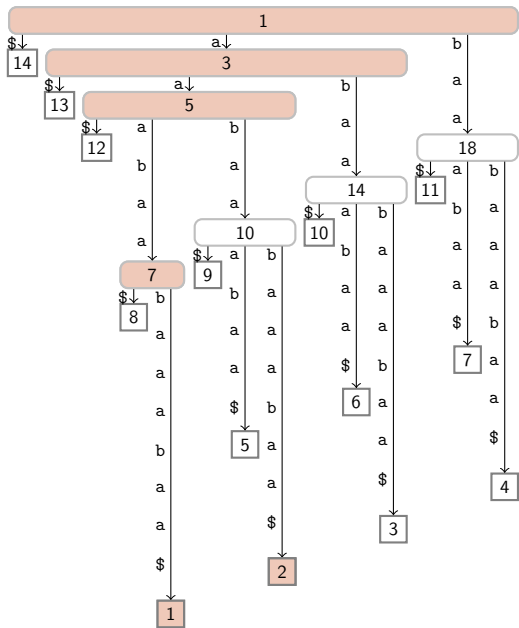 1
$ a b
14 3
$ a b a
13 5
$ a b a a
12 18
b a a $ a b
14 11
a a $ a b b a
10 10
a $ a b b a a a
7 9
$ b b a a a a a
8
a a a a a $ b
7
a a a $ b a
6
a $ b a a
5
b a a $
4
a a $
3
a $
2
$
1